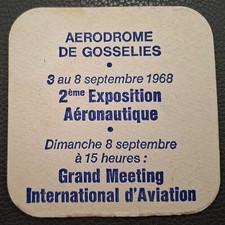 AERODROME
DE GOSSELIES
3 au 8 septembre 1968
2ème Exposition
Aéronautique
Dimanche 8 septembre
à 15 heures :
Grand Meeting
International d'Aviation